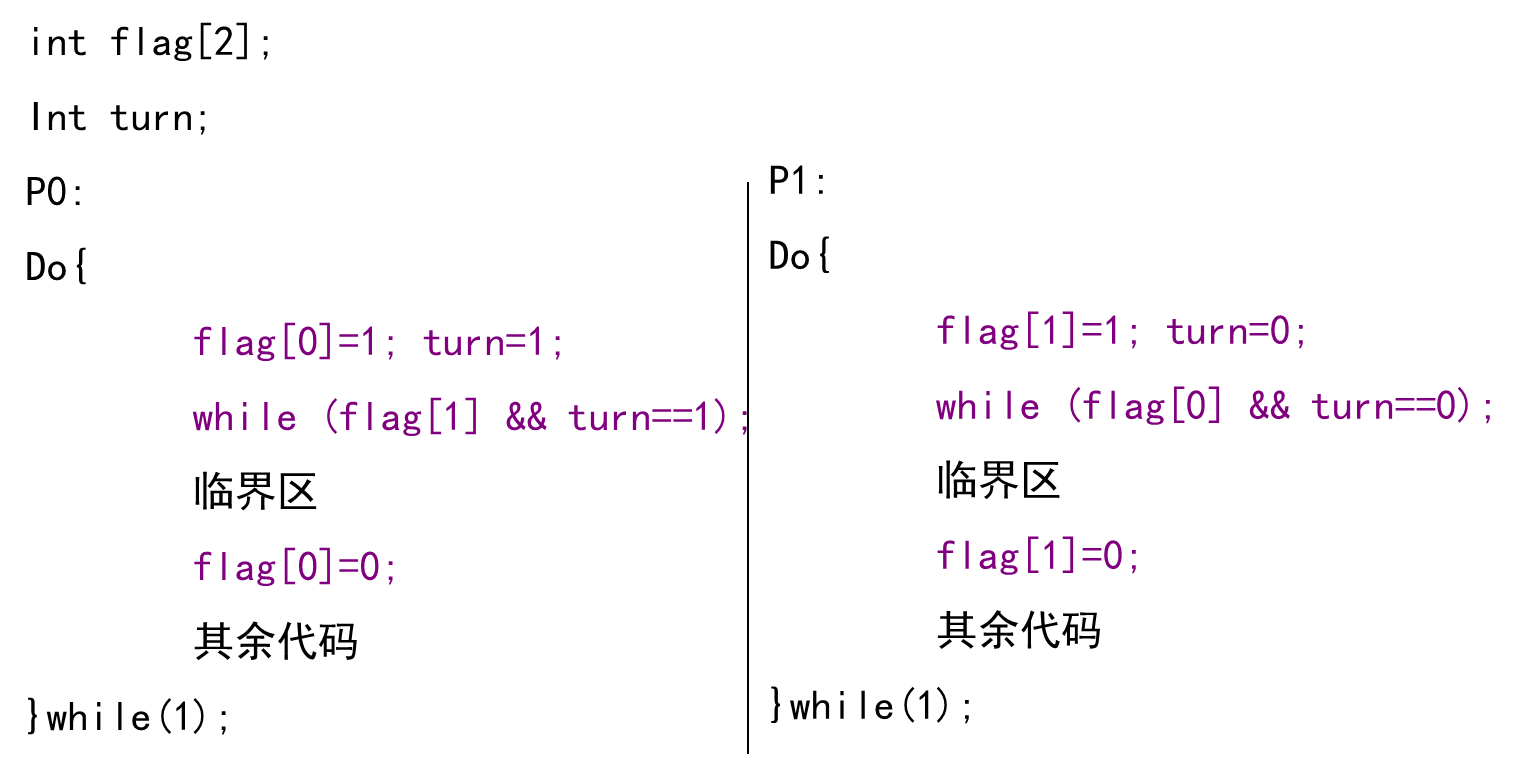 int flag[2];
Int turn;
P0:
Do{
flag[0]=1; turn=1;
while (flag[1] && turn==1);
临界区
flag[0]=0;
其余代码
}while(1);
P1:
Do{
flag[1]=1; turn=0;
while (flag[0] && turn==0);
临界区
flag[1]=0;
其余代码
}while(1);